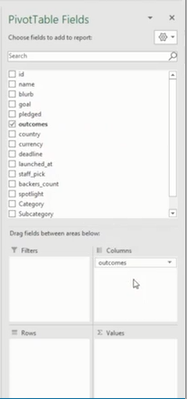 PivotTable Fields
Choose fields to add to report:
Search
id
name
blurb
goal
pledged
outcomes
country
currency
deadline
launched_at
staff_pick
backers_count
spotlight
Category
Subcategory
Drag fields between areas below:
Filters
Columns
outcomes
Rows
Σ Values